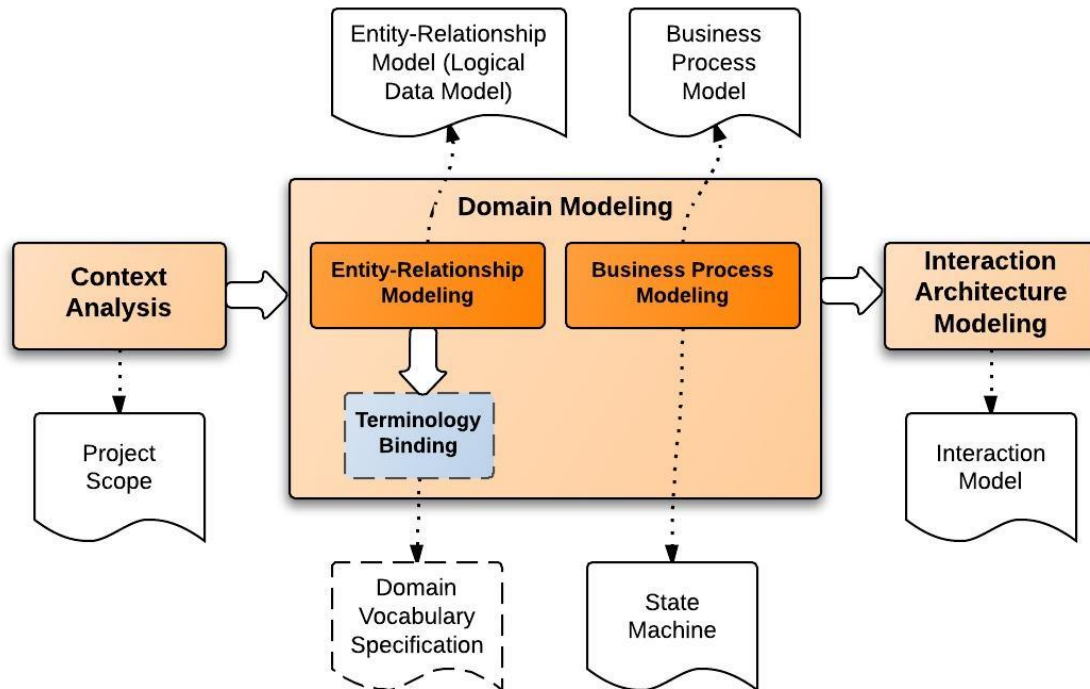 Entity-Relationship
Model (Logical
Data Model)
Business
Process
Model
Domain Modeling
Context
Analysis
Entity-Relationship
Modeling
Business Process
Modeling
Interaction
Architecture
Modeling
Terminology
Binding
Project
Scope
Interaction
Model
Domain
Vocabulary
Specification
State
Machine